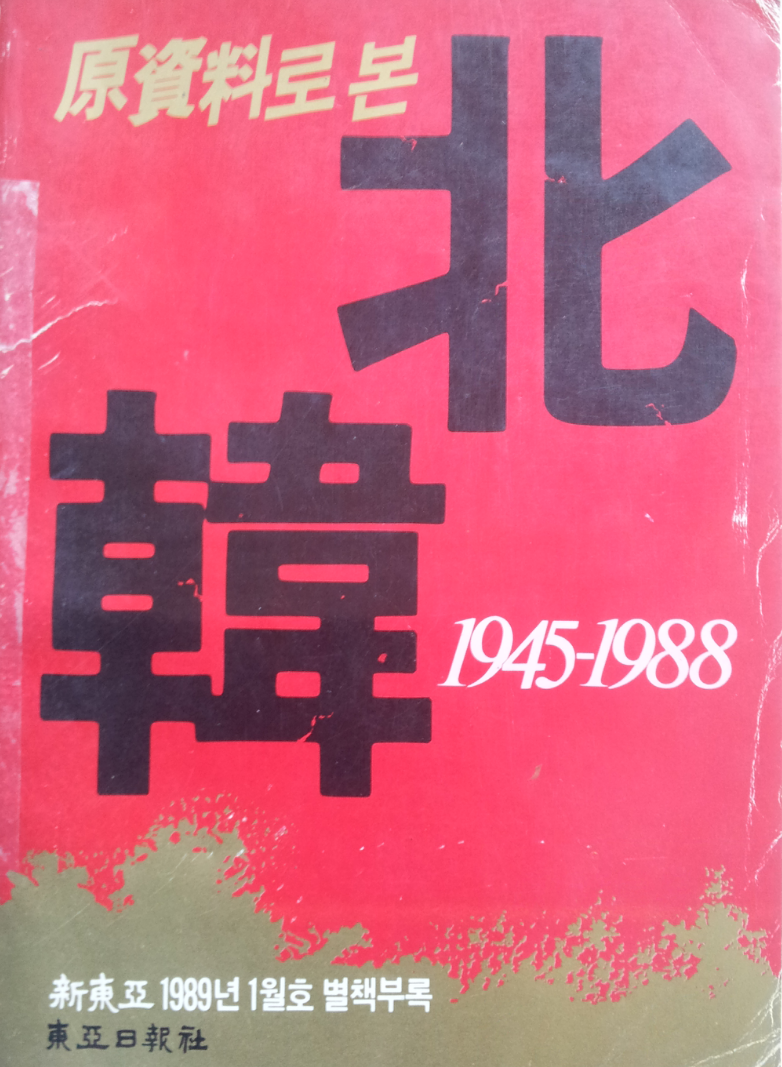 原資料로 본
北
韓
1945-1988
新東亞 1989년 1월호 별책부록
東亞日報社